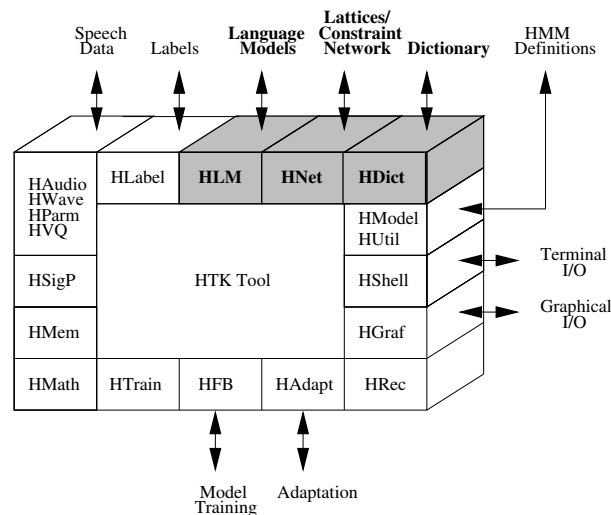 Speech
Data
Labels
Language
Models
Lattices/
Constraint
Network
Dictionary
HMM
Definitions
HAudio
HWave
HParm
HVQ
HLabel
HLM
HNet
HDict
HModel
HUtil
HSigP
HTK Tool
HShell
Terminal
I/O
HMem
HGraf
Graphical
I/O
HMath
HTrain
HFB
HAdapt
HRec
Model
Training
Adaptation